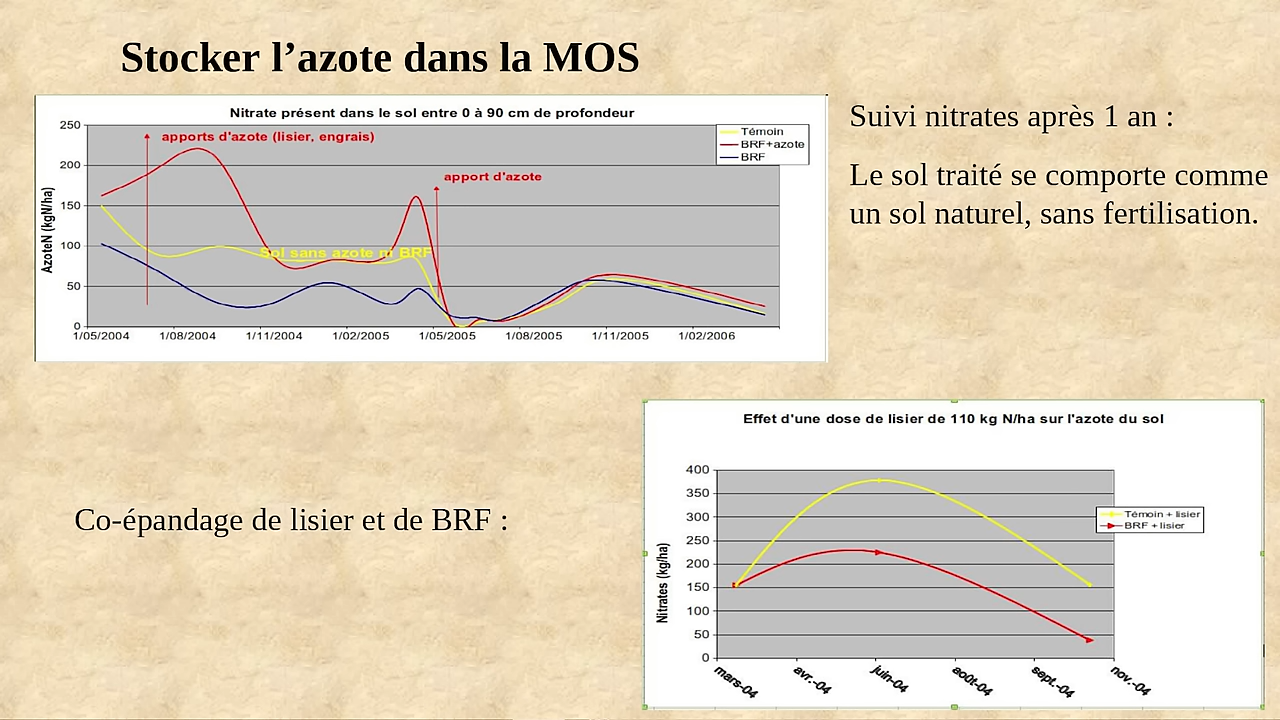 Stocker l’azote dans la MOS
Nitrate présent dans le sol entre 0 à 90 cm de profondeur
AzoteN (kgN/ha)
250
200
150
100
50
0
apports d'azote (lisier, engrais)
apport d'azote
Sol sans azote ni BRF
Témoin
BRF+azote
BRF
1/05/2004 1/08/2004 1/11/2004 1/02/2005 1/05/2005 1/08/2005 1/11/2005 1/02/2006
Suivi nitrates après 1 an :
Le sol traité se comporte comme
un sol naturel, sans fertilisation.
Co-épandage de lisier et de BRF :
Effet d'une dose de lisier de 110 kg N/ha sur l'azote du sol
Nitrates (kg/ha)
400
350
300
250
200
150
100
50
0
Témoin + lisier
BRF + lisier
mars-04 avr.-04 juin-04 août-04 sept.-04 nov.-04